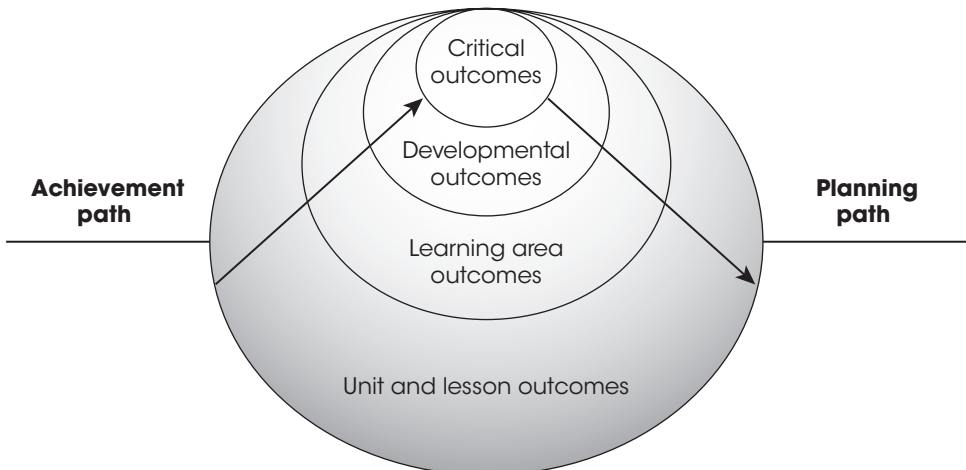 Critical
outcomes
Developmental
outcomes
Achievement
path
Planning
path
Learning area
outcomes
Unit and lesson outcomes